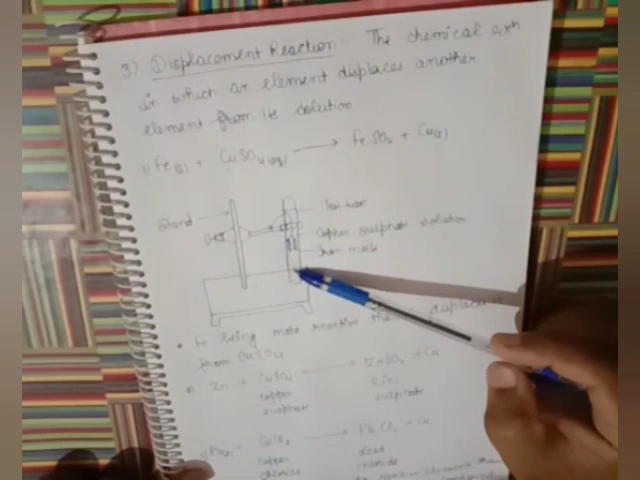 3) Displacement Reaction :- The chemical rxn
in which an element displaces another
element from its solution
i) Fe(s) + CuSO4(aq) → FeSO4 + Cu(s)
Stand
Test tube
Copper sulphate solution
Iron nails
• Fe being more reactive displaces
from CuSO4
Zn + CuSO4 → ZnSO4 + Cu
Copper Zinc
sulphate sulphate
CuCl2 → PbCl2 + Cu
Copper Lead
chloride chloride